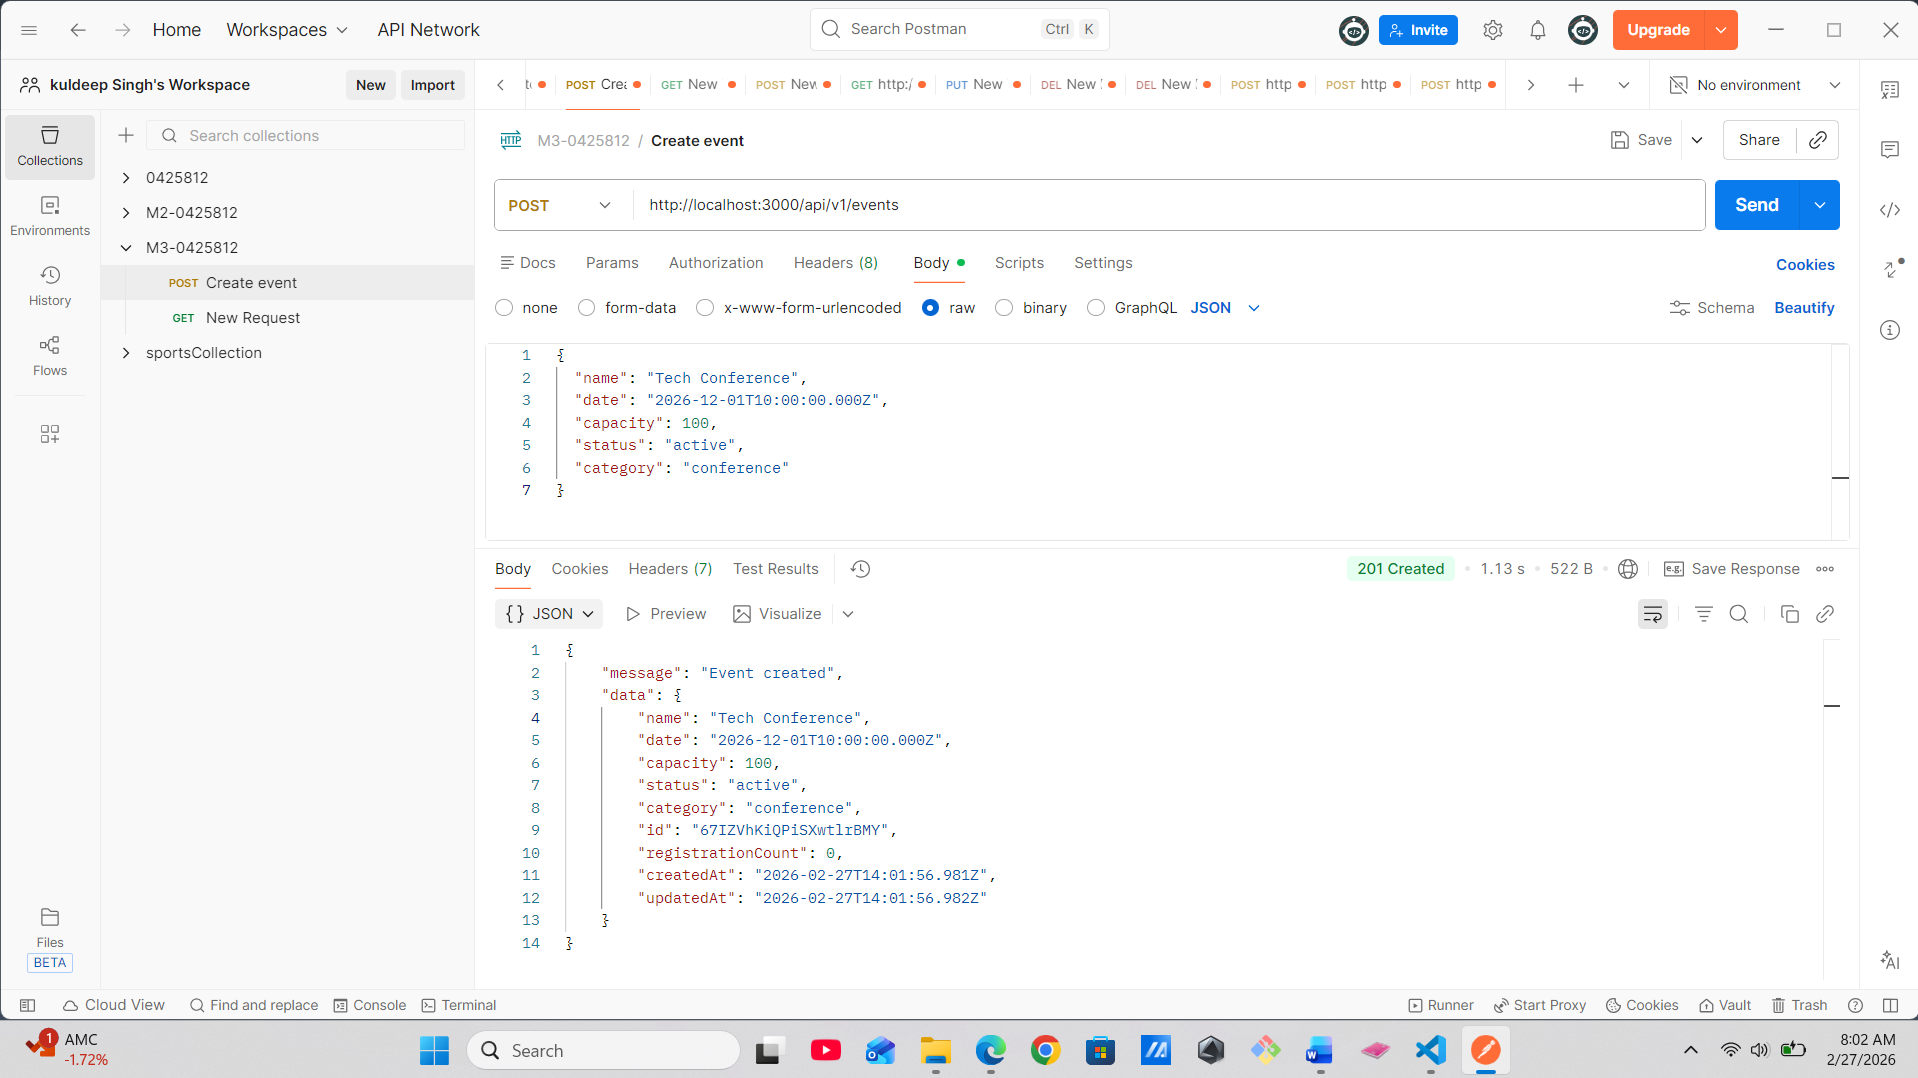 Home
Workspaces
API Network
Search Postman
Ctrl K
Invite
Upgrade
kuldeep Singh's Workspace
New
Import
POST Crea
GET New
POST New
GET http:/
PUT New
DEL New
DEL New
POST http
POST http
POST http
No environment
Collections
Environments
History
Flows
Files
BETA
Search collections
0425812
M2-0425812
M3-0425812
POST Create event
GET New Request
sportsCollection
HTTP M3-0425812 / Create event
Save
Share
POST http://localhost:3000/api/v1/events
Send
Docs Params Authorization Headers (8) Body Scripts Settings
Cookies
none form-data x-www-form-urlencoded raw binary GraphQL JSON
Schema Beautify
1 {
2 "name": "Tech Conference",
3 "date": "2026-12-01T10:00:00.000Z",
4 "capacity": 100,
5 "status": "active",
6 "category": "conference"
7 }
Body Cookies Headers (7) Test Results
201 Created 1.13 s 522 B
e.g. Save Response
{} JSON Preview Visualize
1 {
2 "message": "Event created",
3 "data": {
4 "name": "Tech Conference",
5 "date": "2026-12-01T10:00:00.000Z",
6 "capacity": 100,
7 "status": "active",
8 "category": "conference",
9 "id": "67IZVhKiQPiSXwtlrBMY",
10 "registrationCount": 0,
11 "createdAt": "2026-02-27T14:01:56.981Z",
12 "updatedAt": "2026-02-27T14:01:56.982Z"
13 }
14 }
AI
Cloud View
Find and replace
Console
Terminal
Runner
Start Proxy
Cookies
Vault
Trash
1
AMC
-1.72%
Search
8:02 AM
2/27/2026